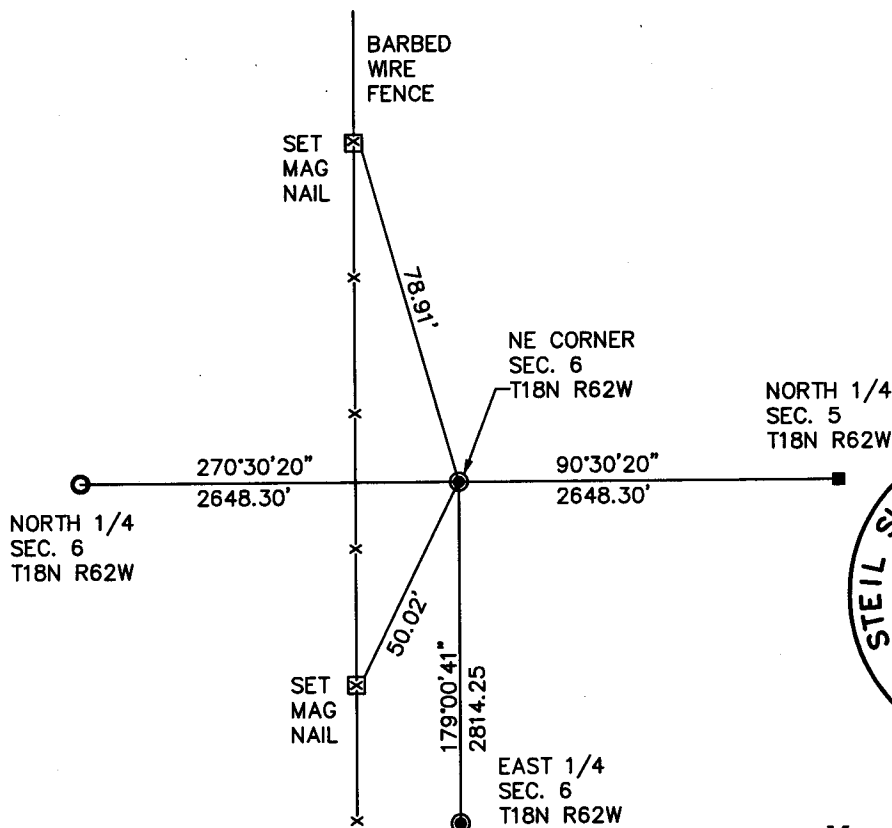 BARBED
WIRE
FENCE
SET
MAG
NAIL
78.91'
NE CORNER
SEC. 6
T18N R62W
NORTH 1/4
SEC. 5
T18N R62W
270°30'20"
2648.30'
90°30'20"
2648.30'
NORTH 1/4
SEC. 6
T18N R62W
50.02'
179°00'41"
2814.25
SET
MAG
NAIL
EAST 1/4
SEC. 6
T18N R62W
STEIL